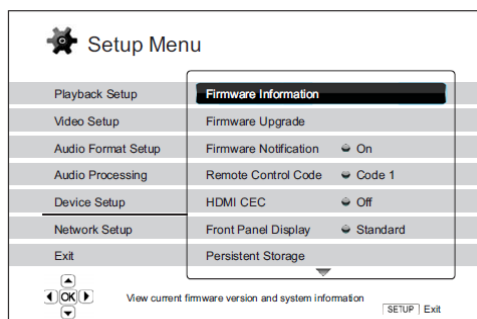 Setup Menu
Playback Setup
Firmware Information
Video Setup
Firmware Upgrade
Audio Format Setup
Firmware Notification On
Audio Processing
Remote Control Code Code 1
Device Setup
HDMI CEC Off
Network Setup
Front Panel Display Standard
Exit
Persistent Storage
OK
View current firmware version and system information
SETUP Exit